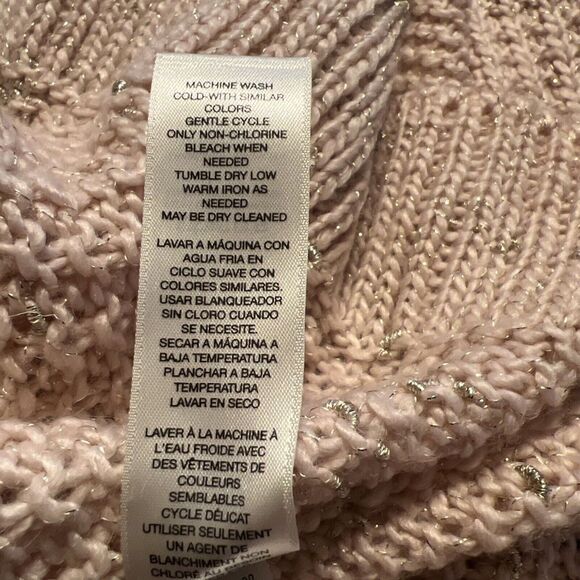 MACHINE WASH
COLD-WITH SIMILAR
COLORS
GENTLE CYCLE
ONLY NON-CHLORINE
BLEACH WHEN
NEEDED
TUMBLE DRY LOW
WARM IRON AS
NEEDED
MAY BE DRY CLEANED
LAVAR A MÁQUINA CON
AGUA FRIA EN
CICLO SUAVE CON
COLORES SIMILARES.
USAR BLANQUEADOR
SIN CLORO CUANDO
SE NECESITE.
SECAR A MÁQUINA A
BAJA TEMPERATURA
PLANCHAR A BAJA
TEMPERATURA
LAVAR EN SECO
LAVER À LA MACHINE À
L'EAU FROIDE AVEC
DES VÊTEMENTS DE
COULEURS
SEMBLABLES
CYCLE DÉLICAT
UTILISER SEULEMENT
UN AGENT DE
BLANCHIMENT NON
CHLORÉ AU BESOIN